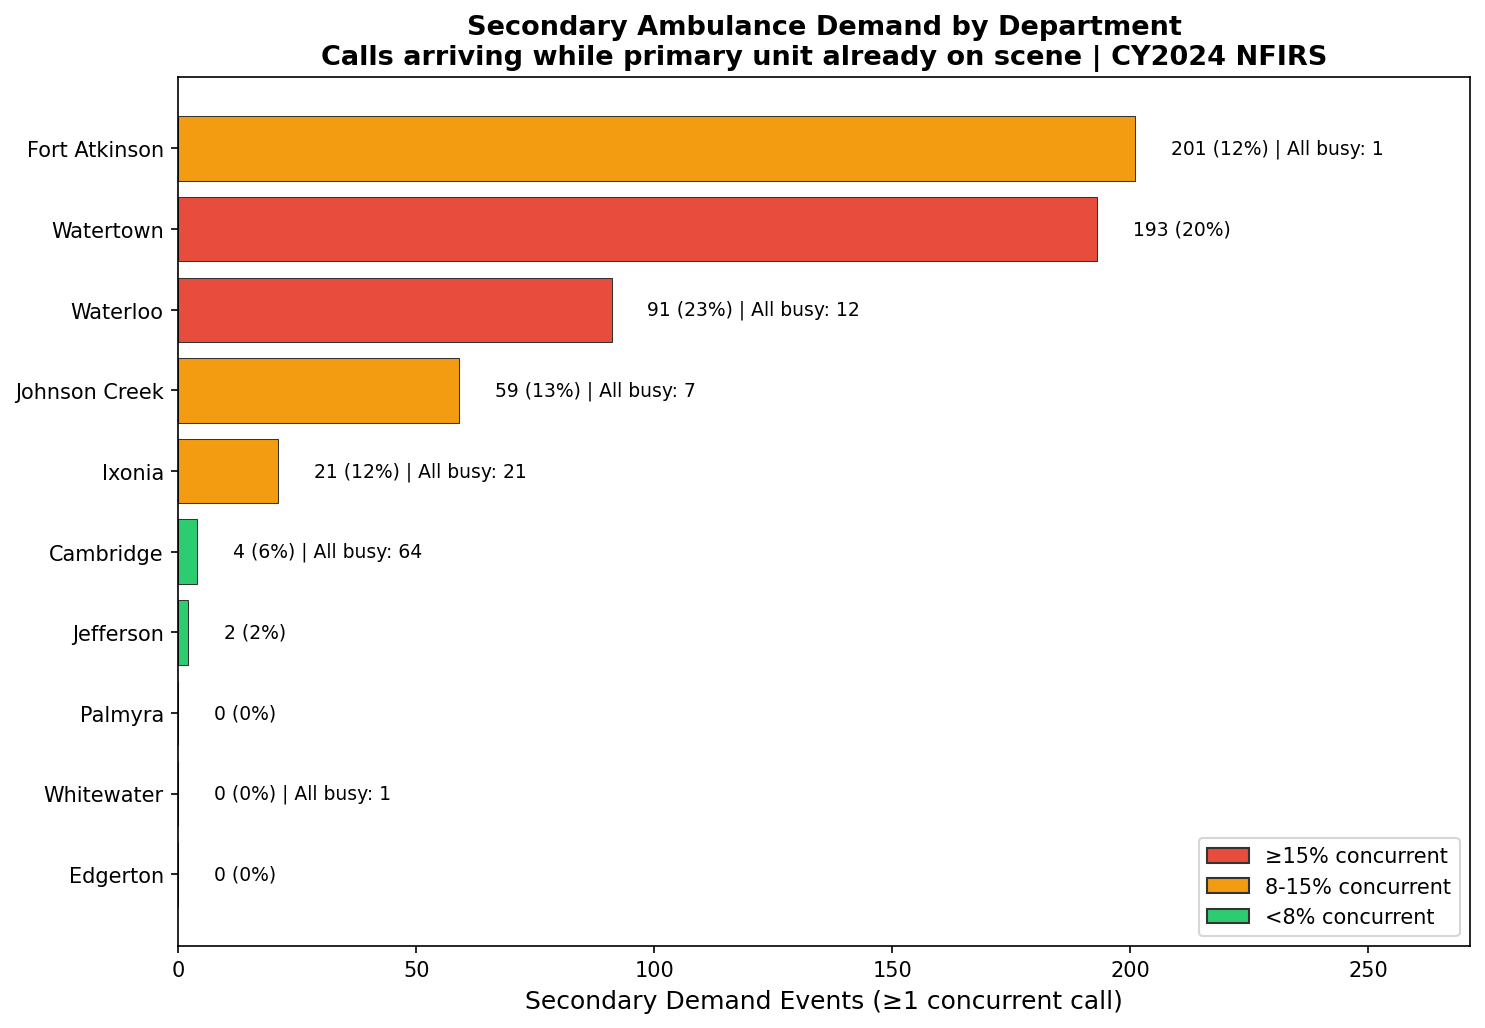 Secondary Ambulance Demand by Department
Calls arriving while primary unit already on scene | CY2024 NFIRS
Fort Atkinson
201 (12%) | All busy: 1
Watertown
193 (20%)
Waterloo
91 (23%) | All busy: 12
Johnson Creek
59 (13%) | All busy: 7
Ixonia
21 (12%) | All busy: 21
Cambridge
4 (6%) | All busy: 64
Jefferson
2 (2%)
Palmyra
0 (0%)
Whitewater
0 (0%) | All busy: 1
Edgerton
0 (0%)
≥15% concurrent
8-15% concurrent
<8% concurrent
0 50 100 150 200 250
Secondary Demand Events (≥1 concurrent call)